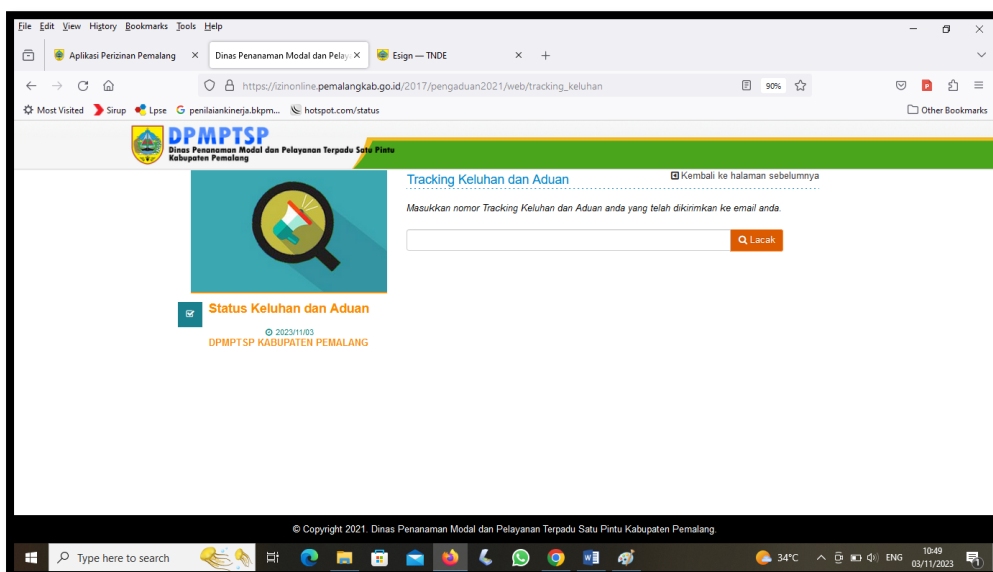 File Edit View History Bookmarks Tools Help
Aplikasi Perizinan Pemalang
Dinas Penanaman Modal dan Pelay
Esign — TNDE
https://izinonline.pemalangkab.go.id/2017/pengaduan2021/web/tracking_keluhan
90%
Most Visited Sirup Lpse penilaiankinerja.bkpm... hotspot.com/status Other Bookmarks
DPMPTSP
Dinas Penanaman Modal dan Pelayanan Terpadu Satu Pintu
Kabupaten Pemalang
Tracking Keluhan dan Aduan
Kembali ke halaman sebelumnya
Masukkan nomor Tracking Keluhan dan Aduan anda yang telah dikirimkan ke email anda.
Lacak
Status Keluhan dan Aduan
2023/11/03
DPMPTSP KABUPATEN PEMALANG
© Copyright 2021. Dinas Penanaman Modal dan Pelayanan Terpadu Satu Pintu Kabupaten Pemalang.
Type here to search
34°C
ENG
10:49
03/11/2023